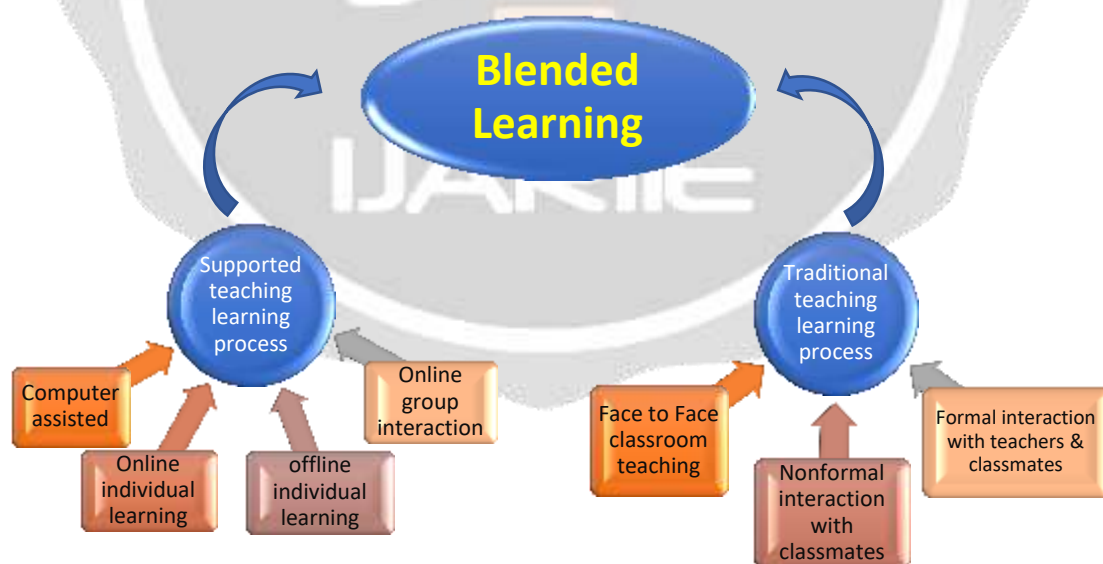 Blended
Learning
IJARIIE
Supported
teaching
learning
process
Traditional
teaching
learning
process
Computer
assisted
Online
individual
learning
offline
individual
learning
Online
group
interaction
Face to Face
classroom
teaching
Nonformal
interaction
with
classmates
Formal interaction
with teachers &
classmates